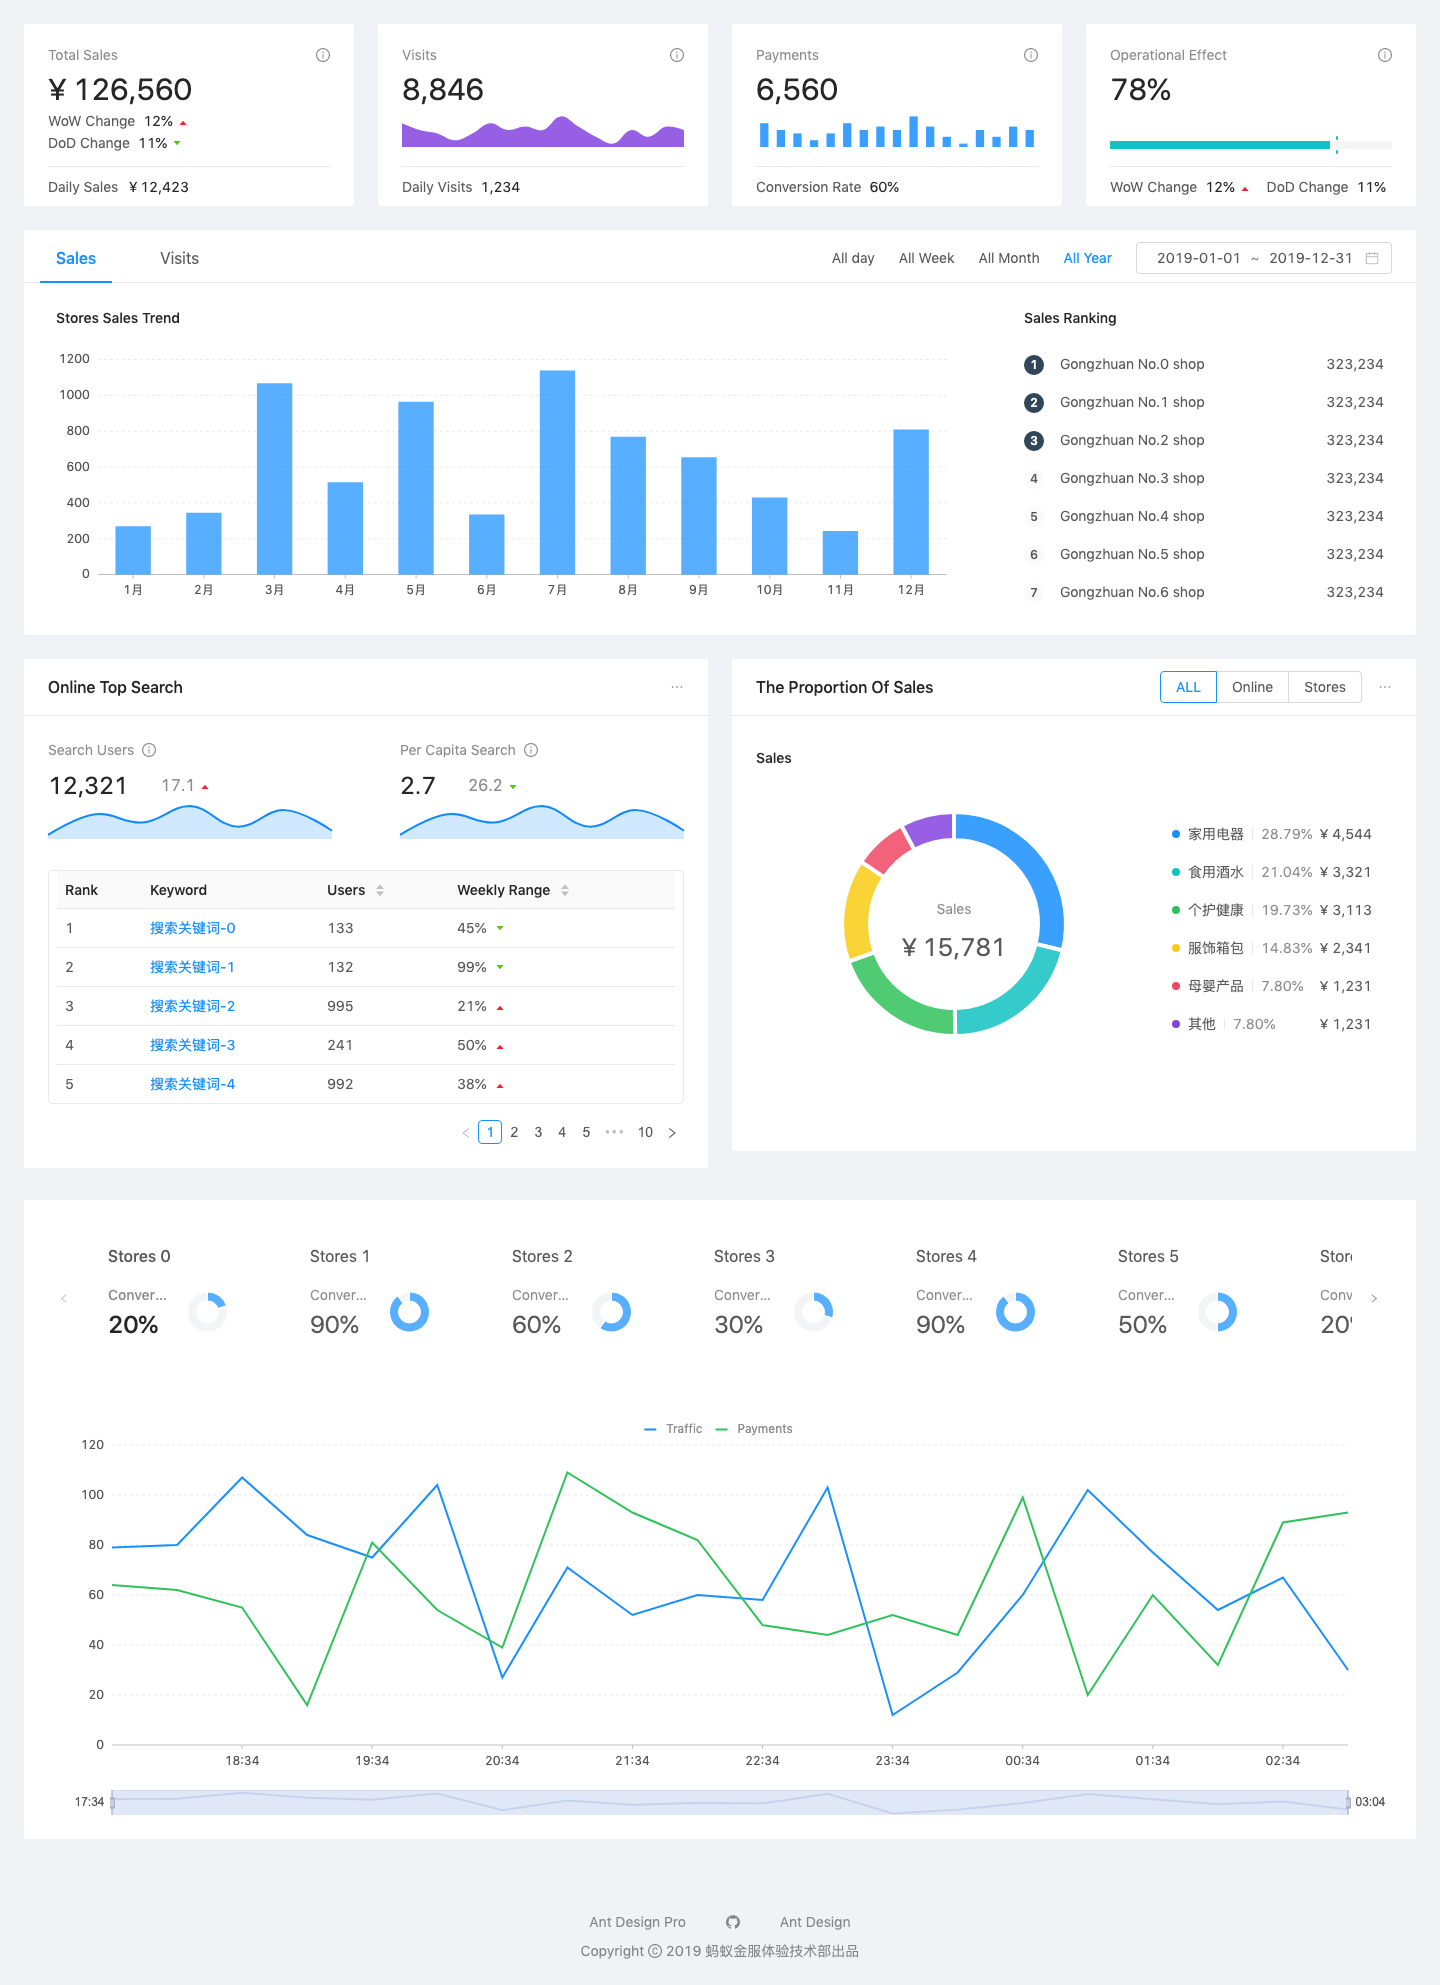 Total Sales
¥ 126,560
WoW Change 12%
DoD Change 11%
Daily Sales ¥ 12,423
Visits
8,846
Daily Visits 1,234
Payments
6,560
Conversion Rate 60%
Operational Effect
78%
WoW Change 12% DoD Change 11%
Sales Visits
All day All Week All Month All Year 2019-01-01 ~ 2019-12-31
Stores Sales Trend
1200
1000
800
600
400
200
0
1月 2月 3月 4月 5月 6月 7月 8月 9月 10月 11月 12月
Sales Ranking
1 Gongzhuan No.0 shop 323,234
2 Gongzhuan No.1 shop 323,234
3 Gongzhuan No.2 shop 323,234
4 Gongzhuan No.3 shop 323,234
5 Gongzhuan No.4 shop 323,234
6 Gongzhuan No.5 shop 323,234
7 Gongzhuan No.6 shop 323,234
Online Top Search
Search Users
12,321 17.1
Per Capita Search
2.7 26.2
Rank Keyword Users Weekly Range
1 搜索关键词-0 133 45%
2 搜索关键词-1 132 99%
3 搜索关键词-2 995 21%
4 搜索关键词-3 241 50%
5 搜索关键词-4 992 38%
< 1 2 3 4 5 ••• 10 >
The Proportion Of Sales
ALL Online Stores
Sales
Sales
¥ 15,781
家用电器 28.79% ¥ 4,544
食用酒水 21.04% ¥ 3,321
个护健康 19.73% ¥ 3,113
服饰箱包 14.83% ¥ 2,341
母婴产品 7.80% ¥ 1,231
其他 7.80% ¥ 1,231
Stores 0 Stores 1 Stores 2 Stores 3 Stores 4 Stores 5 Stor
Conver... Conver... Conver... Conver... Conver... Conver... Conv
20% 90% 60% 30% 90% 50% 20
Traffic Payments
120
100
80
60
40
20
0
18:34 19:34 20:34 21:34 22:34 23:34 00:34 01:34 02:34
17:34 03:04
Ant Design Pro Ant Design
Copyright © 2019 蚂蚁金服体验技术部出品